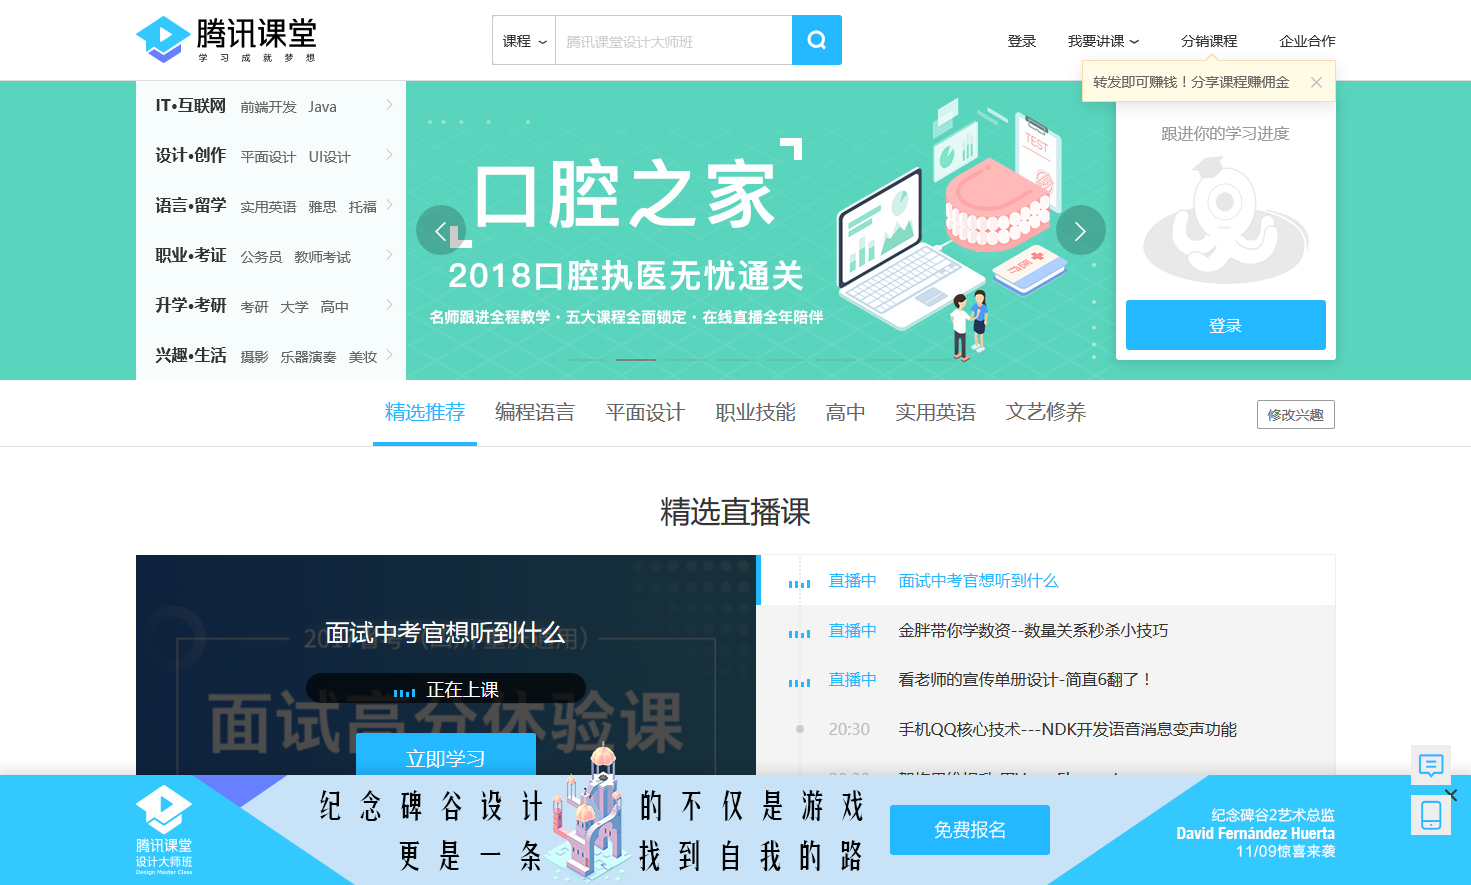 腾讯课堂
学习成就梦想
课程
腾讯课堂设计大师班
登录
我要讲课
分销课程
企业合作
转发即可赚钱！分享课程赚佣金
IT•互联网 前端开发 Java
设计•创作 平面设计 UI设计
语言•留学 实用英语 雅思 托福
职业•考证 公务员 教师考试
升学•考研 考研 大学 高中
兴趣•生活 摄影 乐器演奏 美妆
口腔之家
2018口腔执医无忧通关
名师跟进全程教学·五大课程全面锁定·在线直播全年陪伴
TEST
医疗
跟进你的学习进度
登录
精选推荐 编程语言 平面设计 职业技能 高中 实用英语 文艺修养
修改兴趣
精选直播课
面试中考官想听到什么
正在上课
面试高分体验课
立即学习
直播中 面试中考官想听到什么
直播中 金胖带你学数资--数量关系秒杀小技巧
直播中 看老师的宣传单册设计-简直6翻了！
20:30 手机QQ核心技术---NDK开发语音消息变声功能
腾讯课堂
设计大师班
Design Master Class
纪念碑谷设计的不仅是游戏
更是一条找到自我的路
免费报名
纪念碑谷2艺术总监
David Fernández Huerta
11/09惊喜来袭